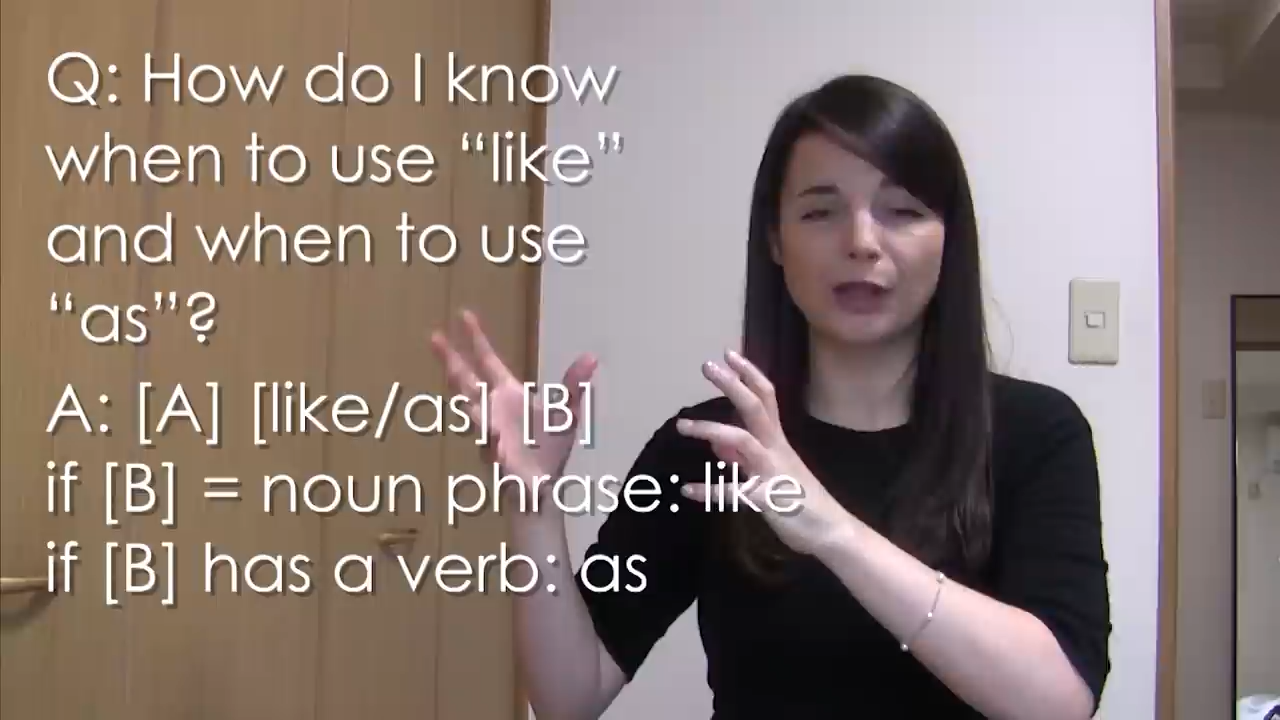 Q: How do I know
when to use “like”
and when to use
“as”?
A: [A] [like/as] [B]
if [B] = noun phrase: like
if [B] has a verb: as